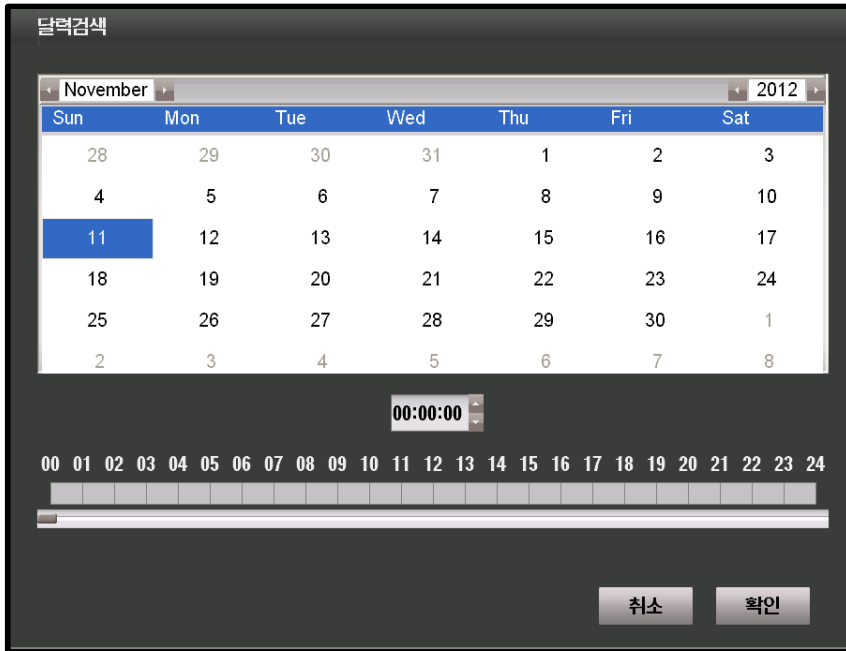 달력검색
November 2012
Sun Mon Tue Wed Thu Fri Sat
28 29 30 31 1 2 3
4 5 6 7 8 9 10
11 12 13 14 15 16 17
18 19 20 21 22 23 24
25 26 27 28 29 30 1
2 3 4 5 6 7 8
00:00:00
00 01 02 03 04 05 06 07 08 09 10 11 12 13 14 15 16 17 18 19 20 21 22 23 24
취소 확인